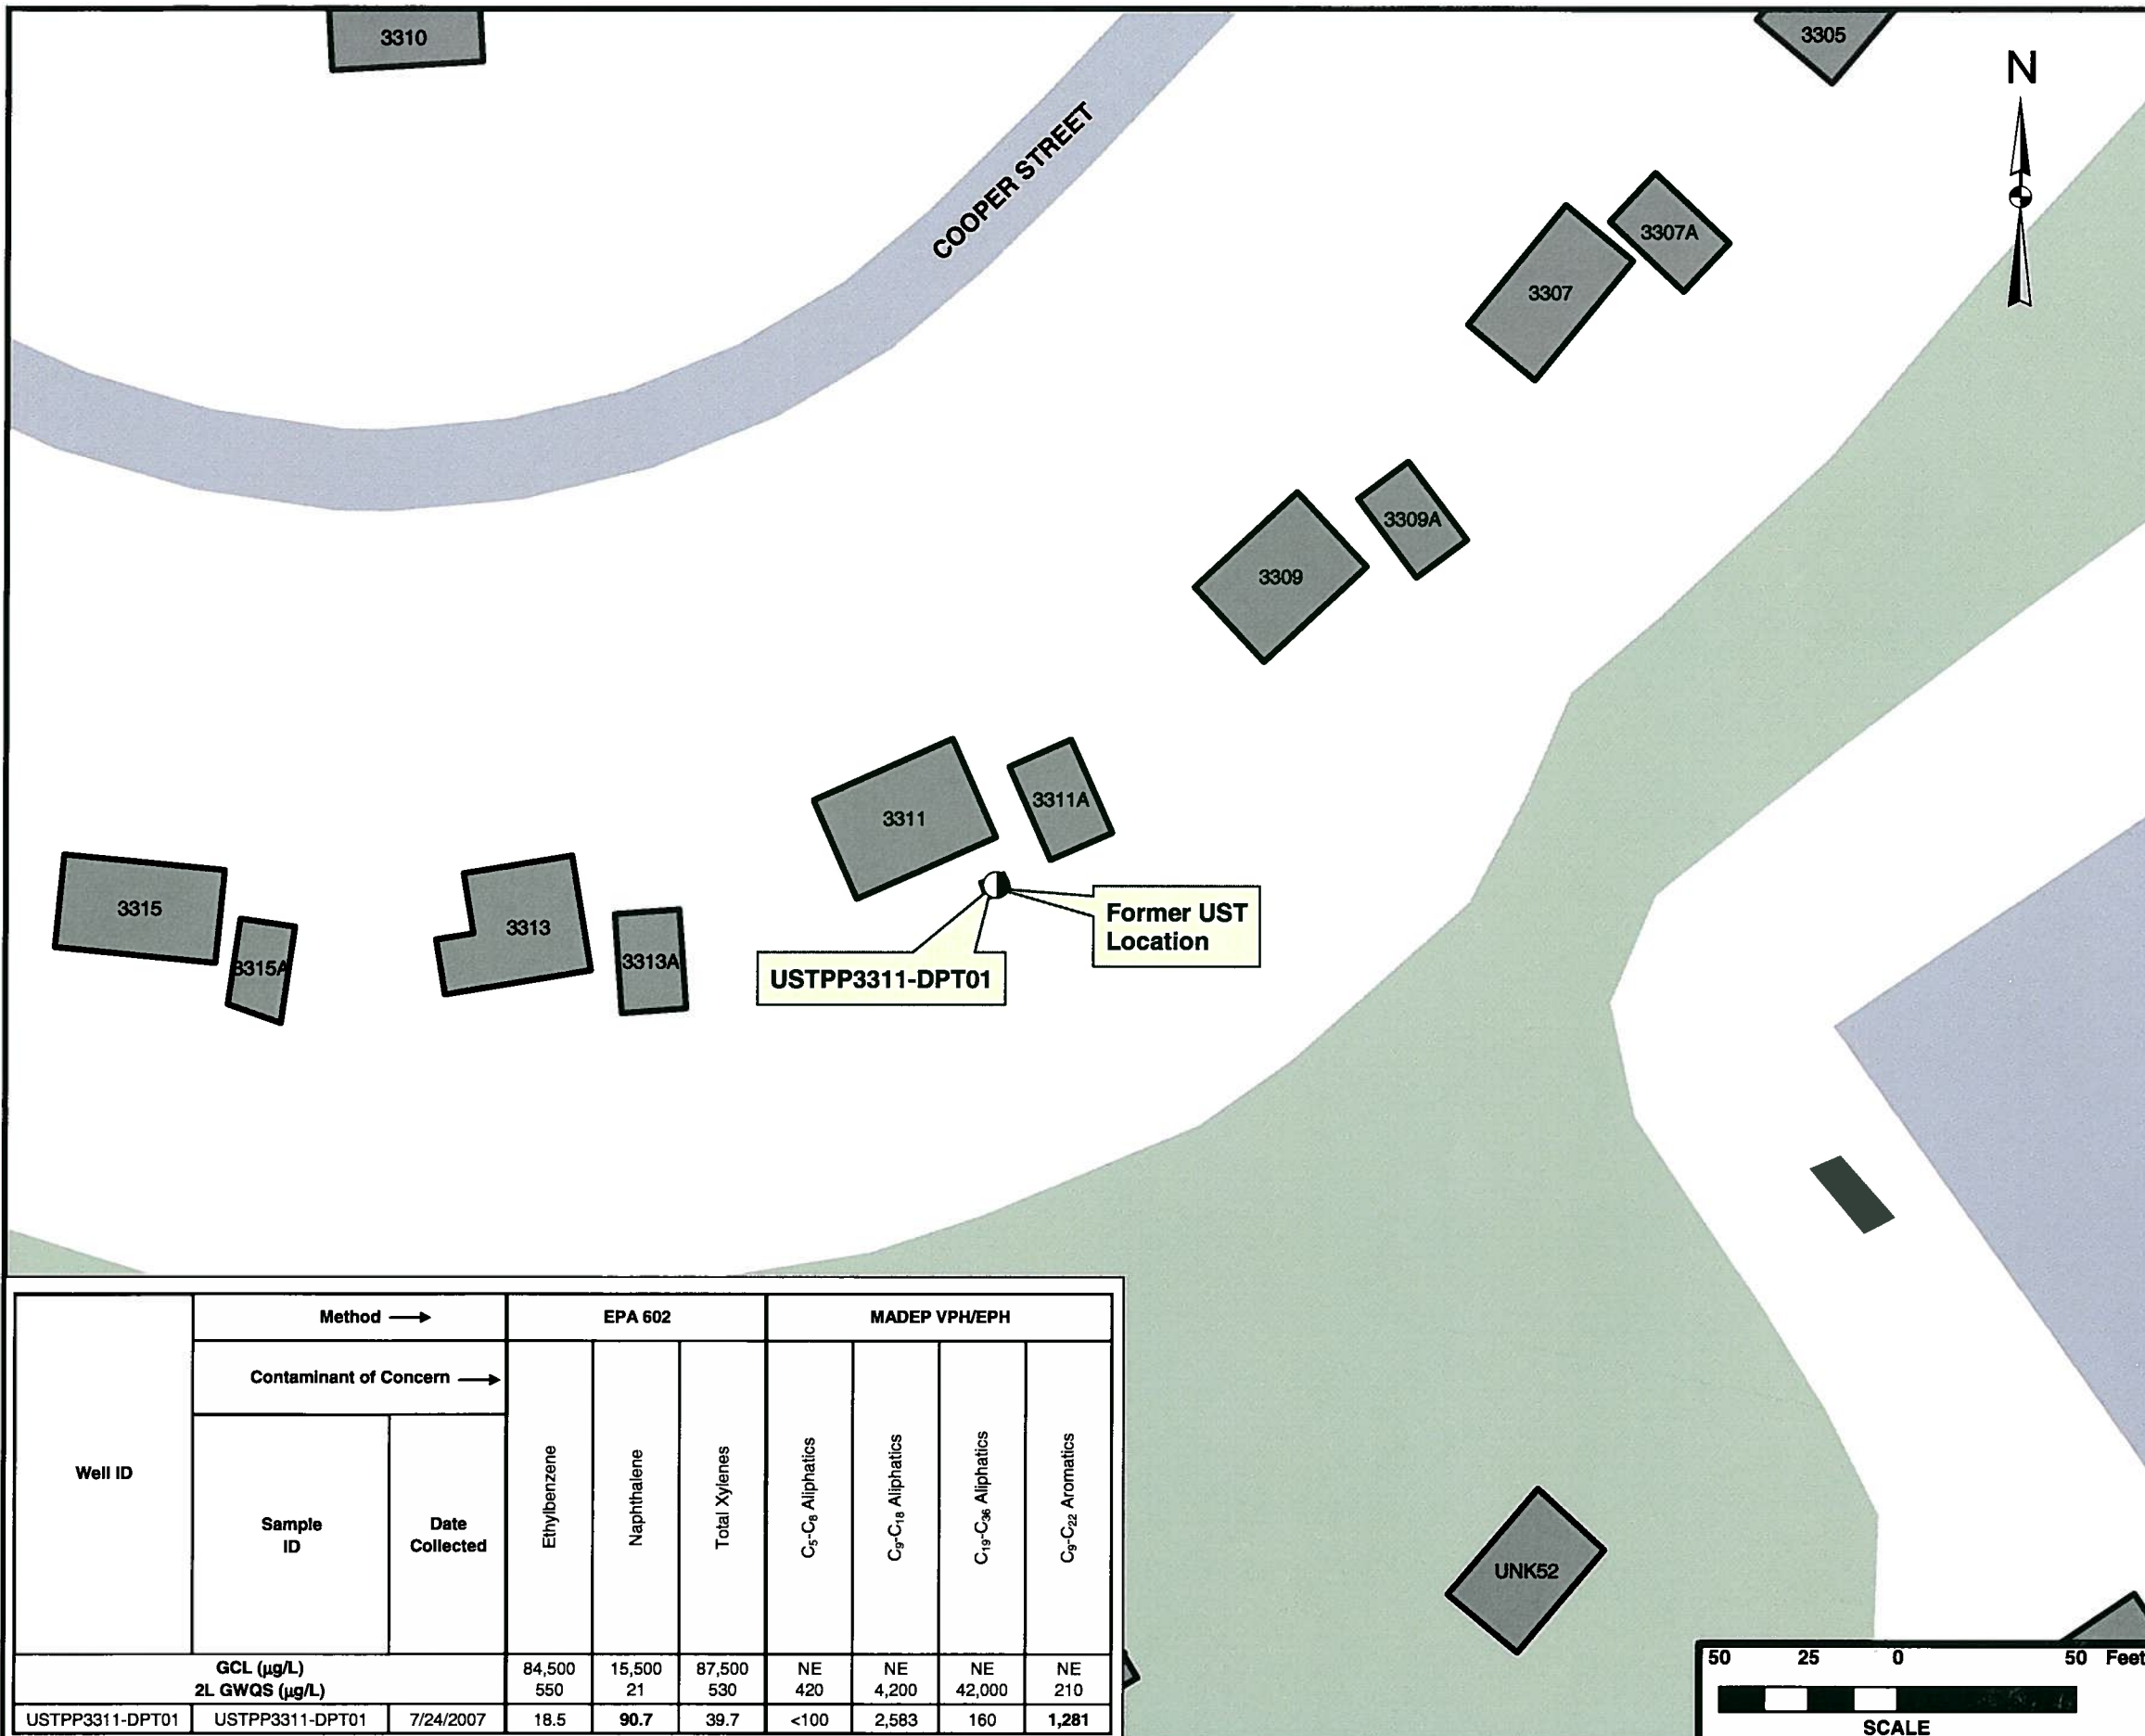 3310
3305
N
COOPER STREET
3307A
3307
3309A
3309
3311A
3311
3315
3315A
3313
3313A
Former UST
Location
USTPP3311-DPT01
Method →
EPA 602
MADEP VPH/EPH
Contaminant of Concern →
Well ID
Sample
ID
Date
Collected
Ethylbenzene
Naphthalene
Total Xylenes
C5-C8 Aliphatics
C9-C18 Aliphatics
C19-C36 Aliphatics
C9-C22 Aromatics
GCL (µg/L) 84,500 15,500 87,500 NE NE NE NE
2L GWQS (µg/L) 550 21 530 420 4,200 42,000 210
USTPP3311-DPT01 USTPP3311-DPT01 7/24/2007 18.5 90.7 39.7 <100 2,583 160 1,281
UNK52
50 25 0 50 Feet
SCALE